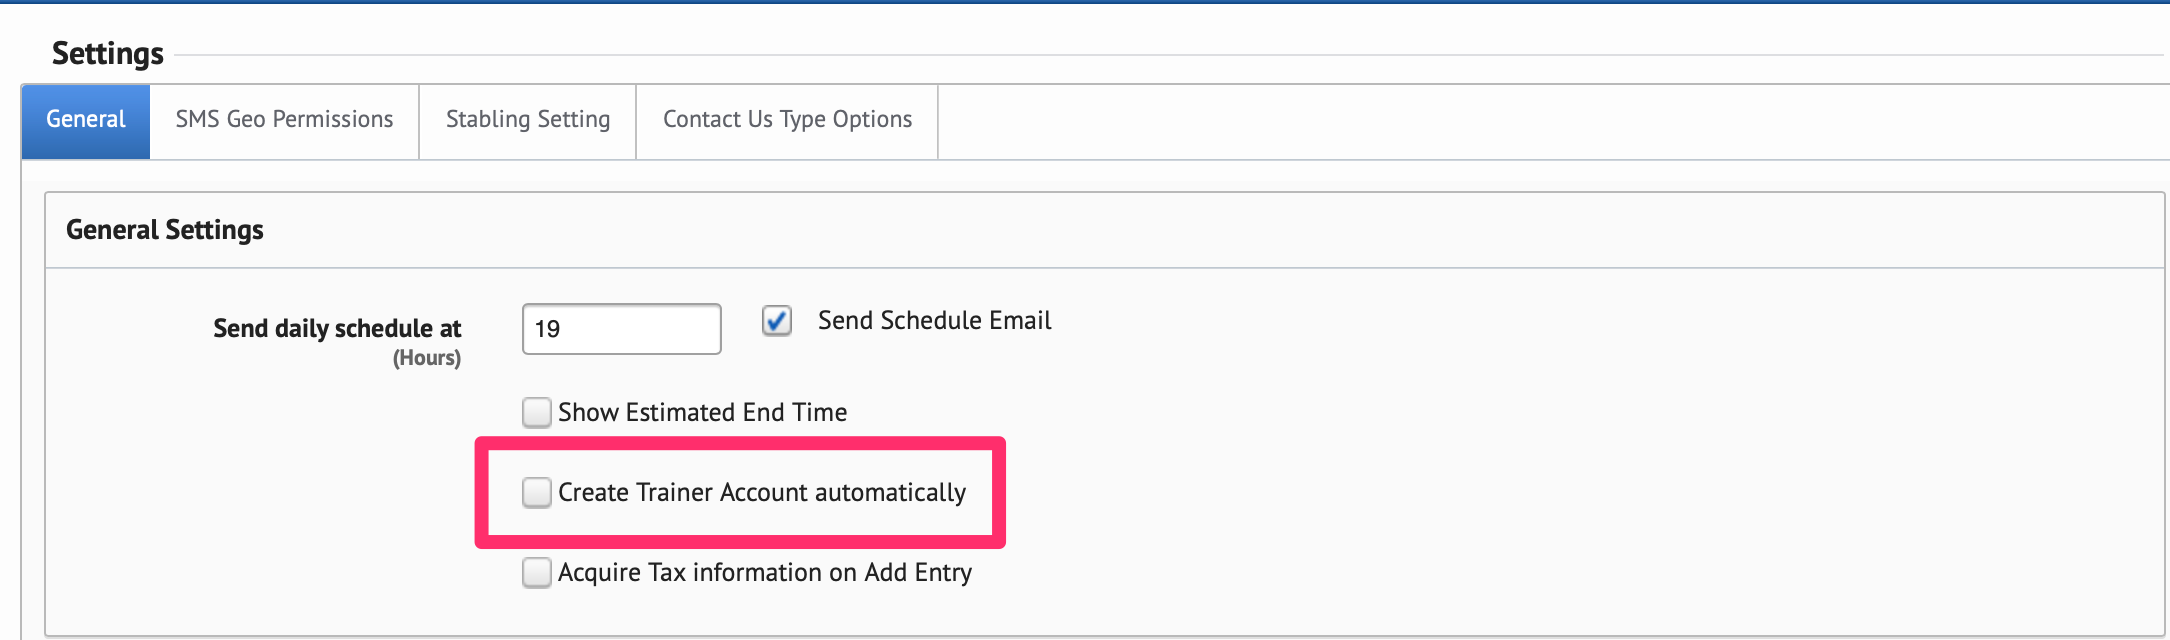 Settings
General
SMS Geo Permissions
Stabling Setting
Contact Us Type Options
General Settings
Send daily schedule at
(Hours)
19
Send Schedule Email
Show Estimated End Time
Create Trainer Account automatically
Acquire Tax information on Add Entry